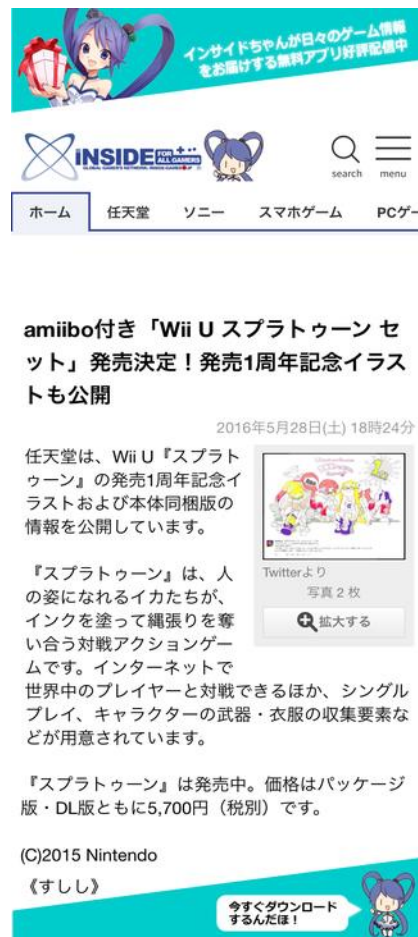 インサイドちゃんが日々のゲーム情報
をお届けする無料アプリ好評配信中
iNSIDE FOR ALL GAMERS
search
menu
ホーム 任天堂 ソニー スマホゲーム PCゲー
amiibo付き「Wii U スプラトゥーン セ
ット」発売決定！発売1周年記念イラス
トも公開
2016年5月28日(土) 18時24分
任天堂は、Wii U『スプラト
ゥーン』の発売1周年記念イ
ラストおよび本体同梱版の
情報を公開しています。
Twitterより
写真 2 枚
拡大する
『スプラトゥーン』は、人
の姿になれるイカたちが、
インクを塗って縄張りを奪
い合う対戦アクションゲー
ムです。インターネットで
世界中のプレイヤーと対戦できるほか、シングル
プレイ、キャラクターの武器・衣服の収集要素な
どが用意されています。
『スプラトゥーン』は発売中。価格はパッケージ
版・DL版ともに5,700円（税別）です。
(C)2015 Nintendo
《すしし》
今すぐダウンロード
するんだほ！